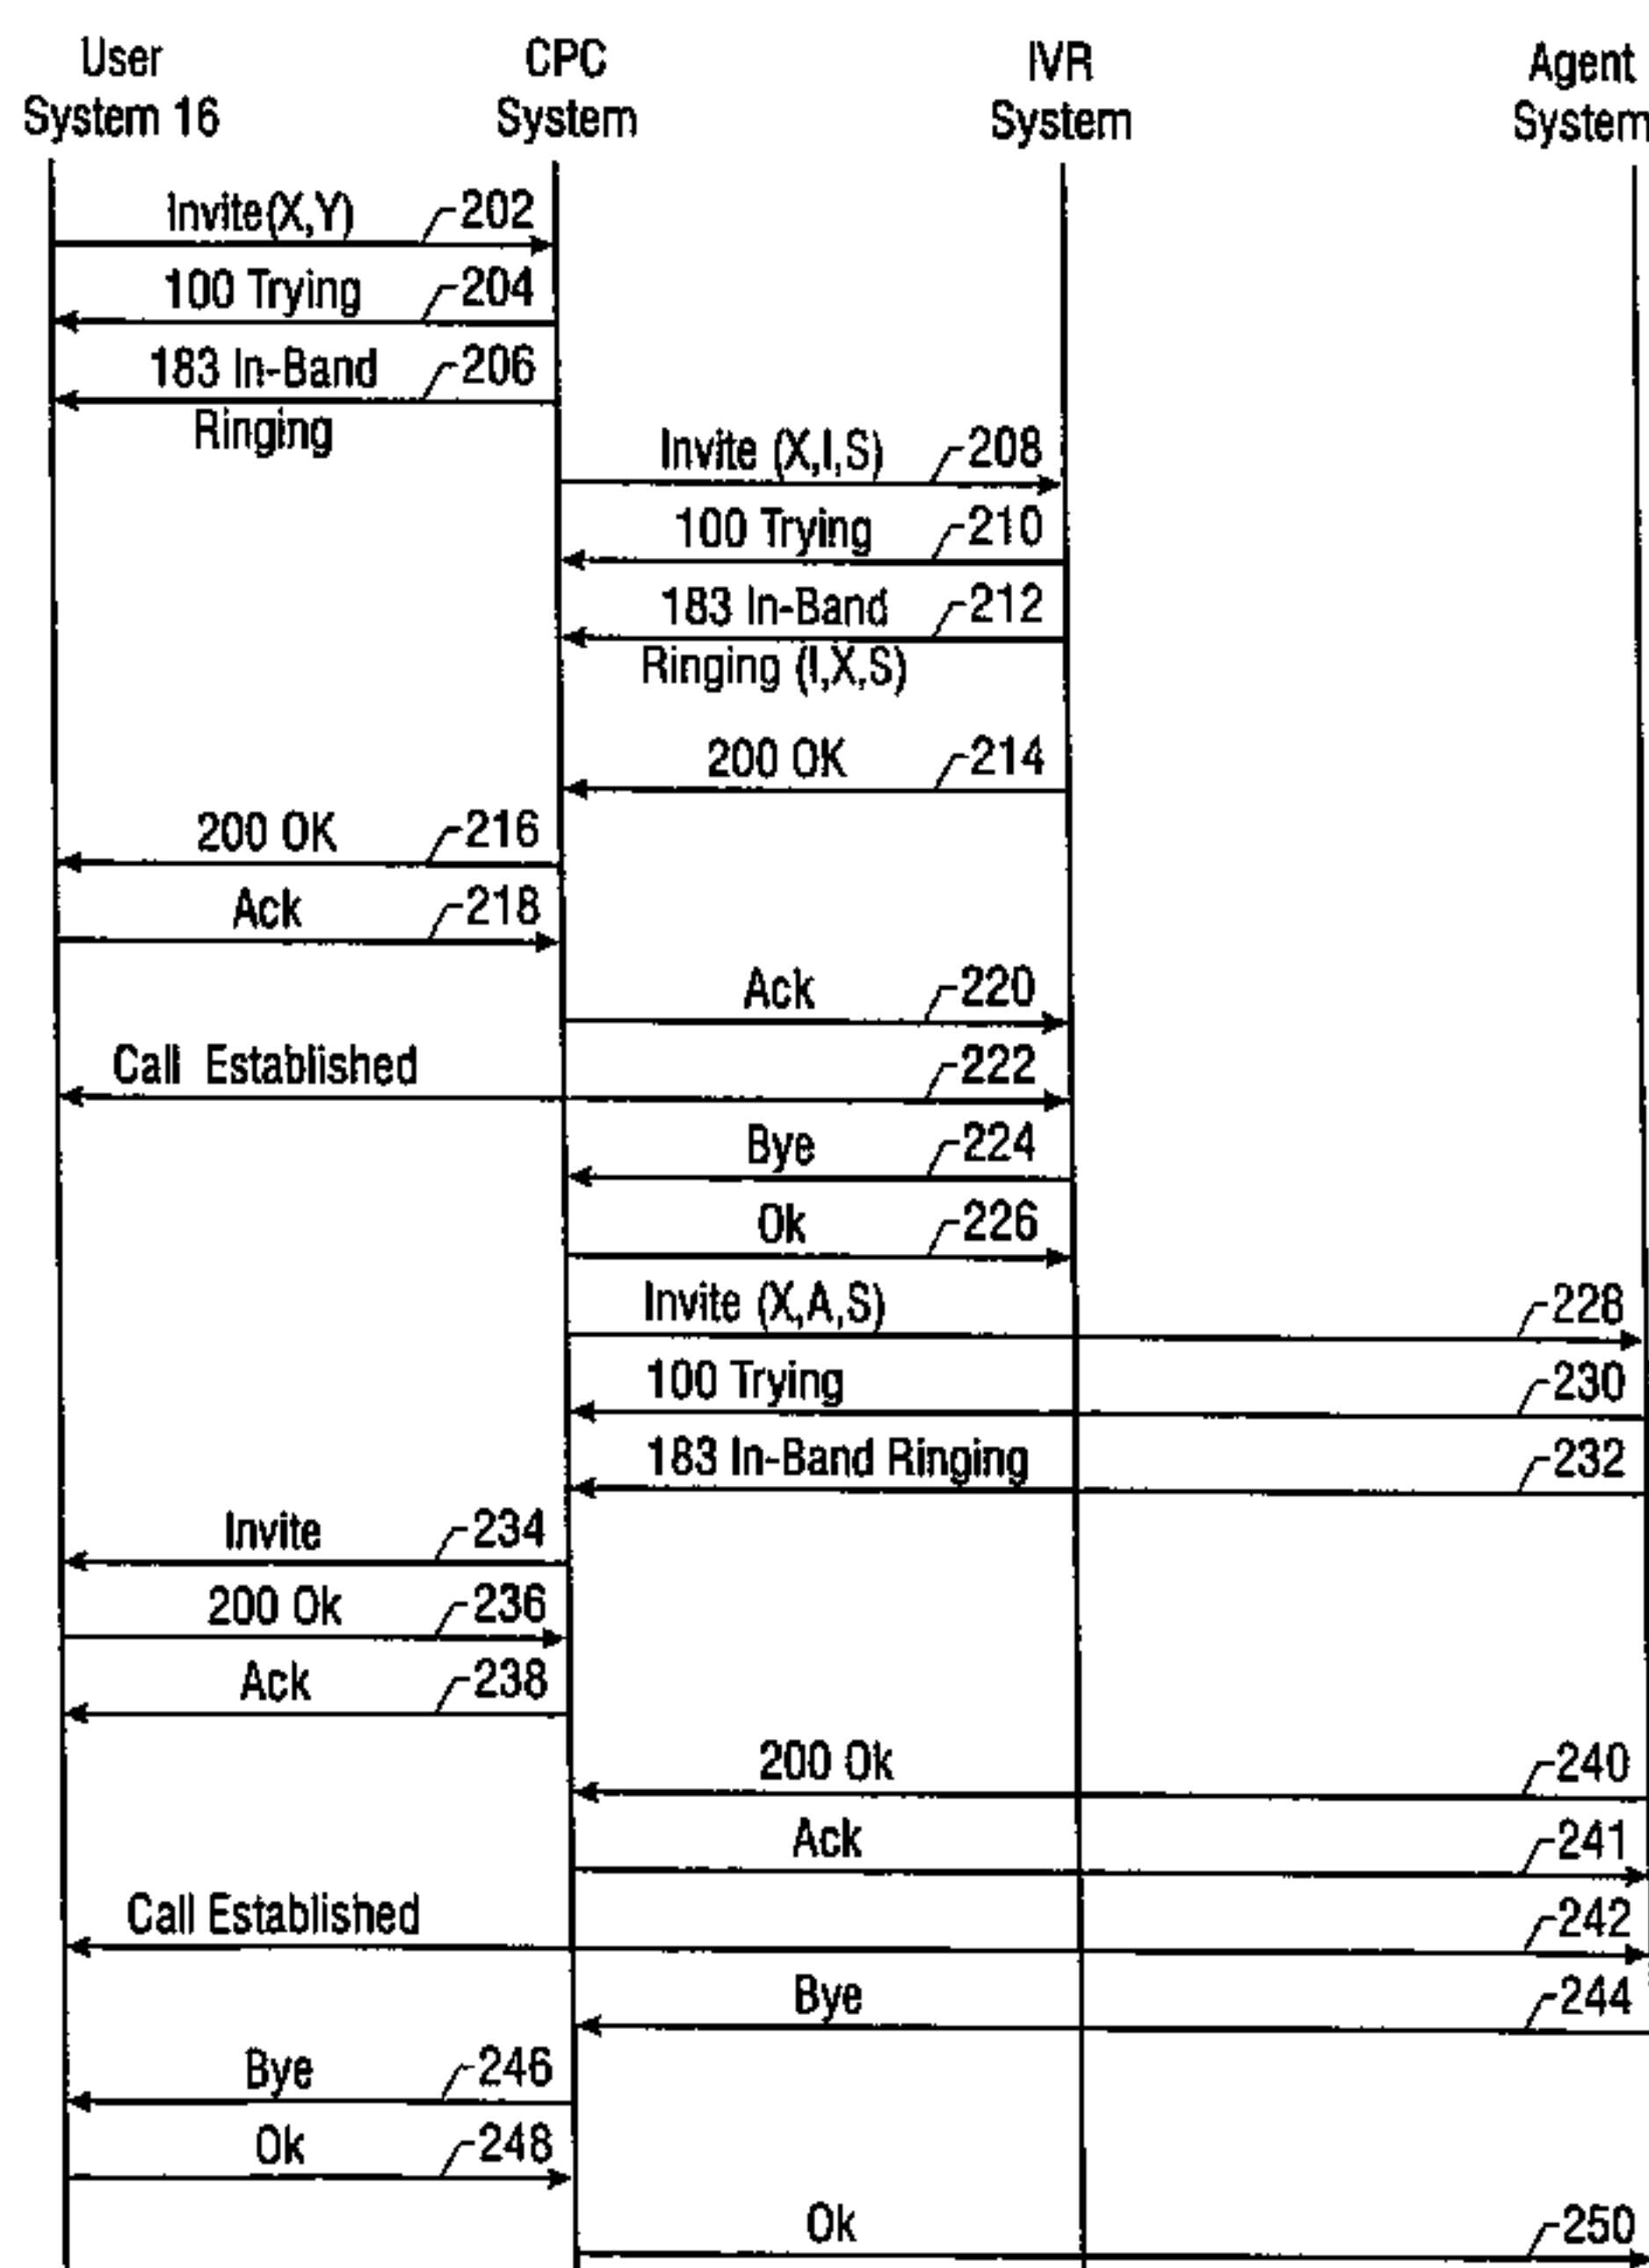 User CPC IVR Agent
System 16 System System System
Invite(X,Y) 202
100 Trying 204
183 In-Band 206
Ringing
Invite (X,I,S) 208
100 Trying 210
183 In-Band 212
Ringing (I,X,S)
200 OK 214
200 OK 216
Ack 218
Ack 220
Call Established 222
Bye 224
Ok 226
Invite (X,A,S) 228
100 Trying 230
183 In-Band Ringing 232
Invite 234
200 Ok 236
Ack 238
200 Ok 240
Ack 241
Call Established 242
Bye 244
Bye 246
Ok 248
Ok 250